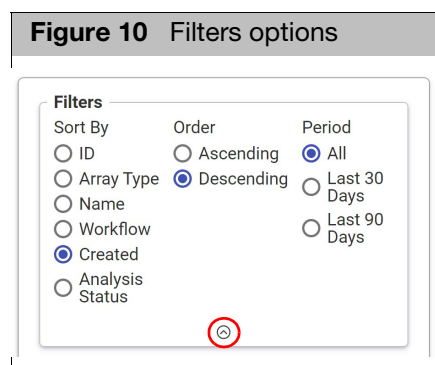 Figure 10 Filters options
Filters
Sort By
ID
Array Type
Name
Workflow
Created
Analysis
Status
Order
Ascending
Descending
Period
All
Last 30
Days
Last 90
Days